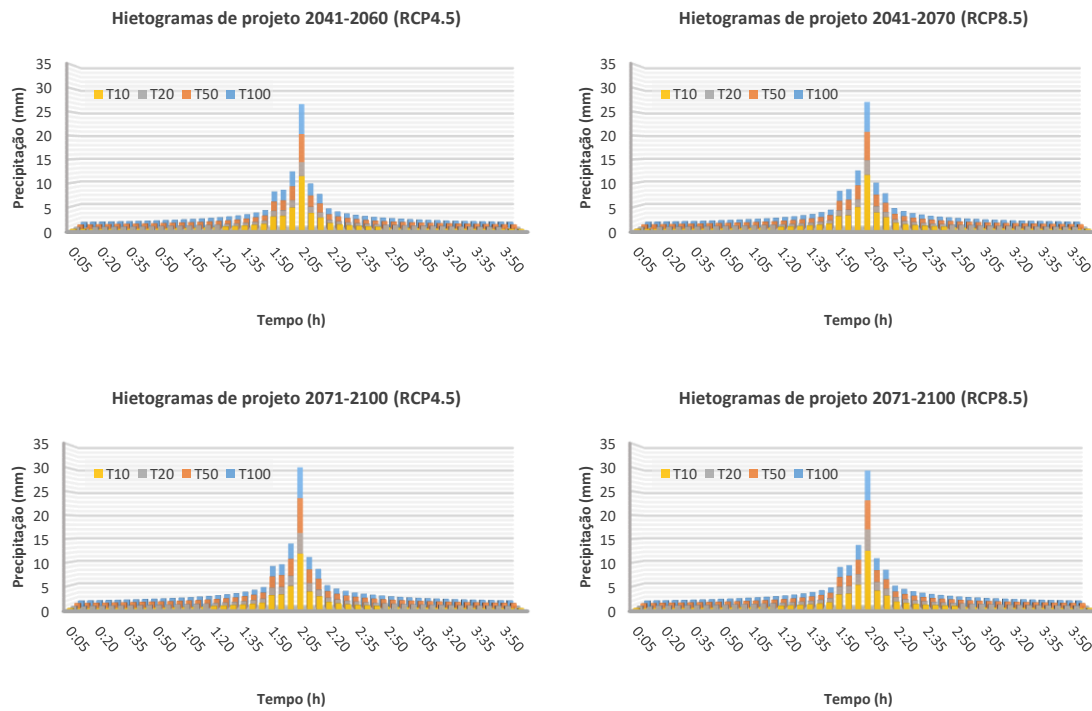 Hietogramas de projeto 2041-2060 (RCP4.5)
Precipitação (mm)
35
30
25
20
15
10
5
0
T10 T20 T50 T100
0:05 0:20 0:35 0:50 1:05 1:20 1:35 1:50 2:05 2:20 2:35 2:50 3:05 3:20 3:35 3:50
Tempo (h)
Hietogramas de projeto 2041-2070 (RCP8.5)
Precipitação (mm)
35
30
25
20
15
10
5
0
T10 T20 T50 T100
0:05 0:20 0:35 0:50 1:05 1:20 1:35 1:50 2:05 2:20 2:35 2:50 3:05 3:20 3:35 3:50
Tempo (h)
Hietogramas de projeto 2071-2100 (RCP4.5)
Precipitação (mm)
35
30
25
20
15
10
5
0
T10 T20 T50 T100
0:05 0:20 0:35 0:50 1:05 1:20 1:35 1:50 2:05 2:20 2:35 2:50 3:05 3:20 3:35 3:50
Tempo (h)
Hietogramas de projeto 2071-2100 (RCP8.5)
Precipitação (mm)
35
30
25
20
15
10
5
0
T10 T20 T50 T100
0:05 0:20 0:35 0:50 1:05 1:20 1:35 1:50 2:05 2:20 2:35 2:50 3:05 3:20 3:35 3:50
Tempo (h)